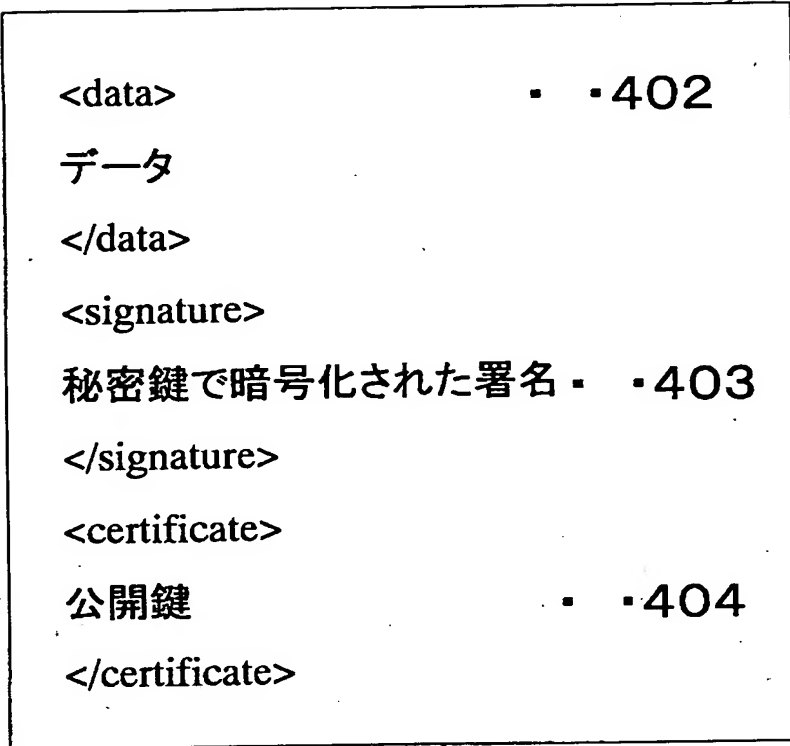 <data> ・・402
データ
</data>
<signature>
秘密鍵で暗号化された署名・・403
</signature>
<certificate>
公開鍵 ・・404
</certificate>